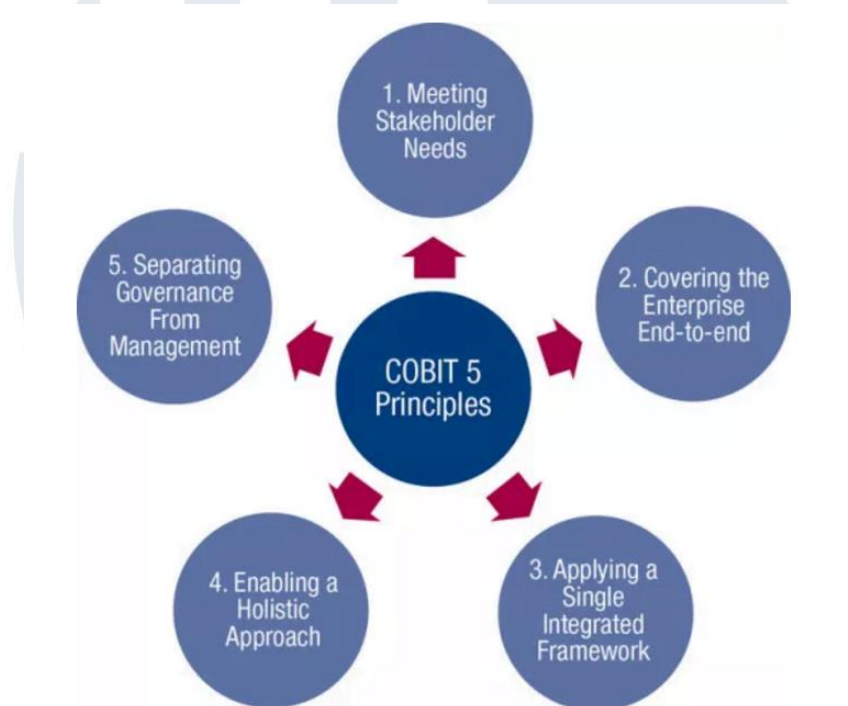 1. Meeting
Stakeholder
Needs
2. Covering the
Enterprise
End-to-end
3. Applying a
Single
Integrated
Framework
4. Enabling a
Holistic
Approach
5. Separating
Governance
From
Management
COBIT 5
Principles